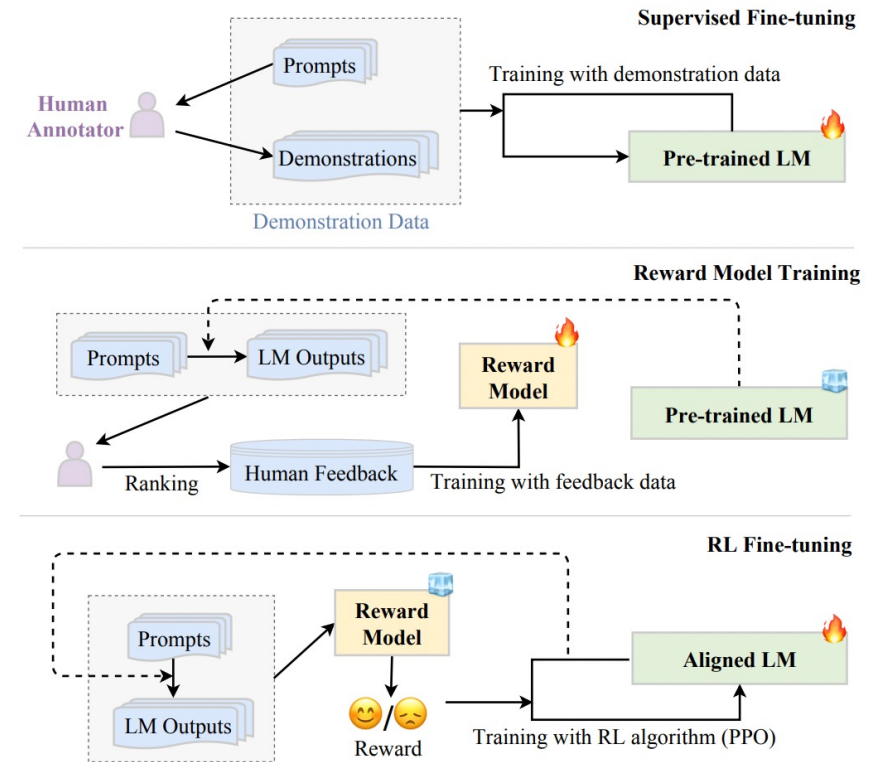 Supervised Fine-tuning
Prompts
Training with demonstration data
Human
Annotator
Demonstrations
Pre-trained LM
Demonstration Data
Reward Model Training
Prompts
LM Outputs
Reward
Model
Pre-trained LM
Human Feedback
Ranking
Training with feedback data
RL Fine-tuning
Prompts
Reward
Model
Aligned LM
LM Outputs
/
Reward
Training with RL algorithm (PPO)